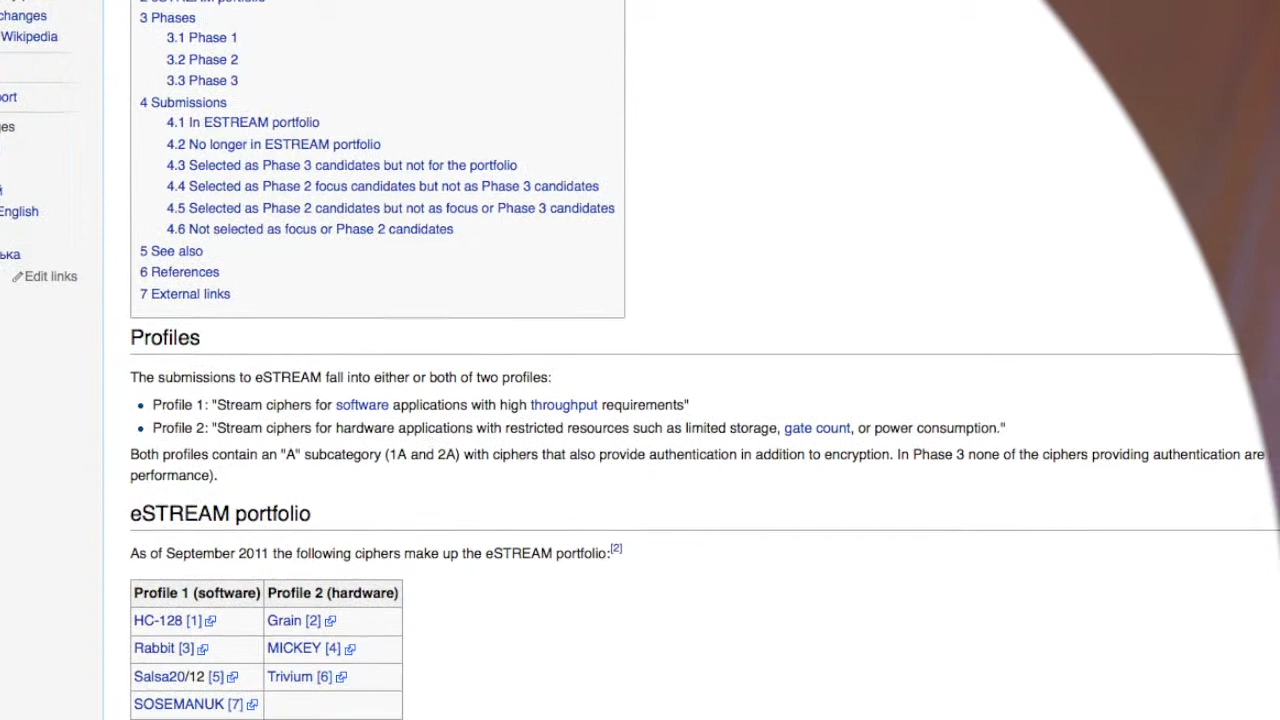 changes
Wikipedia
ort
ges
English
ька
Edit links
3 Phases
3.1 Phase 1
3.2 Phase 2
3.3 Phase 3
4 Submissions
4.1 In ESTREAM portfolio
4.2 No longer in ESTREAM portfolio
4.3 Selected as Phase 3 candidates but not for the portfolio
4.4 Selected as Phase 2 focus candidates but not as Phase 3 candidates
4.5 Selected as Phase 2 candidates but not as focus or Phase 3 candidates
4.6 Not selected as focus or Phase 2 candidates
5 See also
6 References
7 External links
Profiles
The submissions to eSTREAM fall into either or both of two profiles:
• Profile 1: "Stream ciphers for software applications with high throughput requirements"
• Profile 2: "Stream ciphers for hardware applications with restricted resources such as limited storage, gate count, or power consumption."
Both profiles contain an "A" subcategory (1A and 2A) with ciphers that also provide authentication in addition to encryption. In Phase 3 none of the ciphers providing authentication are
performance).
eSTREAM portfolio
As of September 2011 the following ciphers make up the eSTREAM portfolio:[2]
Profile 1 (software) Profile 2 (hardware)
HC-128 [1] Grain [2]
Rabbit [3] MICKEY [4]
Salsa20/12 [5] Trivium [6]
SOSEMANUK [7]